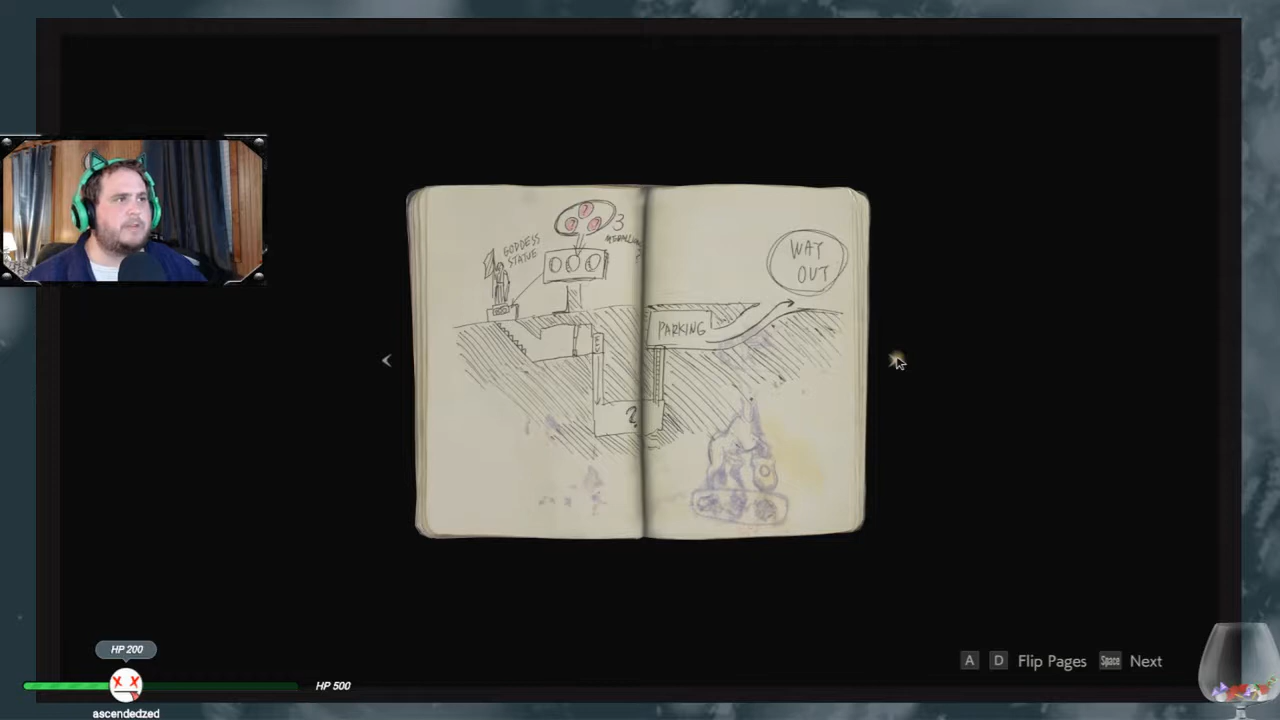 3
GODDESS
STATUE
?
WAY
OUT
PARKING
?
HP 200
HP 500
ascendedzed
A D Flip Pages Space Next